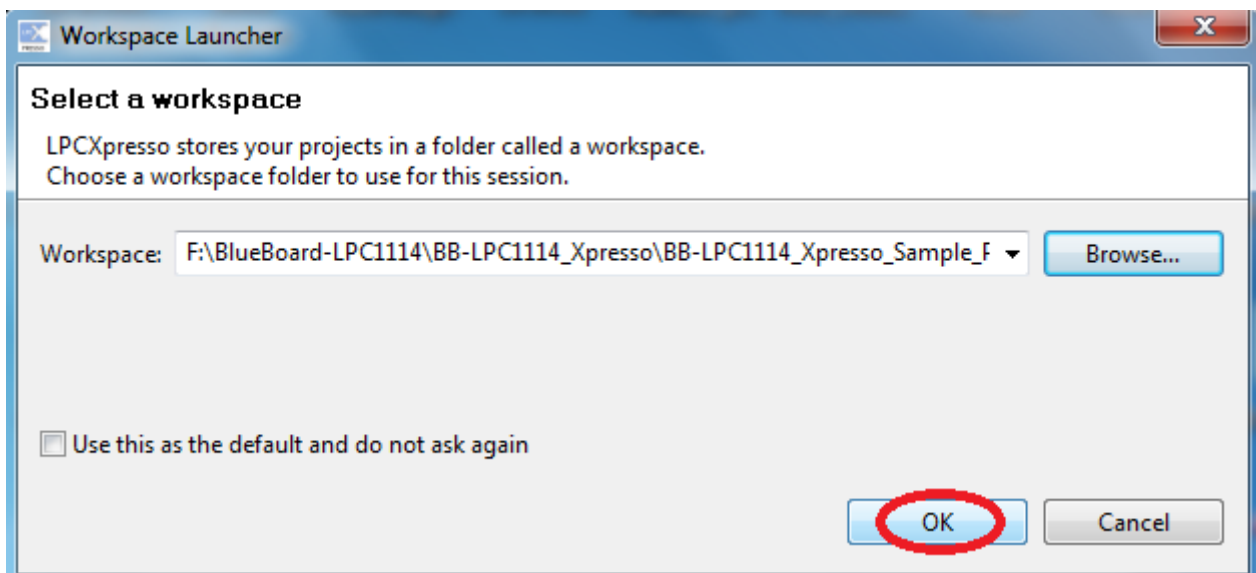 Workspace Launcher
Select a workspace
LPCXpresso stores your projects in a folder called a workspace.
Choose a workspace folder to use for this session.
Workspace: F:\BlueBoard-LPC1114\BB-LPC1114_Xpresso\BB-LPC1114_Xpresso_Sample_ Browse...
Use this as the default and do not ask again
OK Cancel